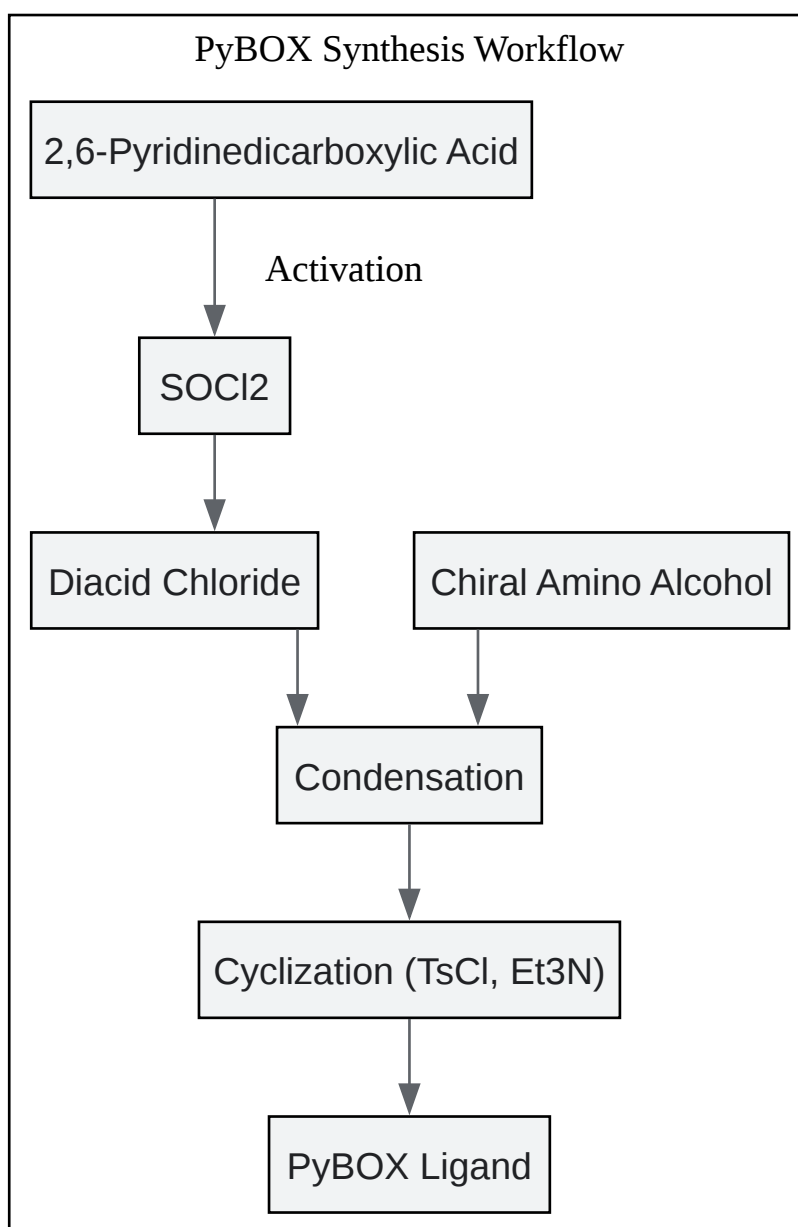 PyBOX Synthesis Workflow
2,6-Pyridinedicarboxylic Acid
Activation
SOCl2
Diacid Chloride
Chiral Amino Alcohol
Condensation
Cyclization (TsCl, Et3N)
PyBOX Ligand